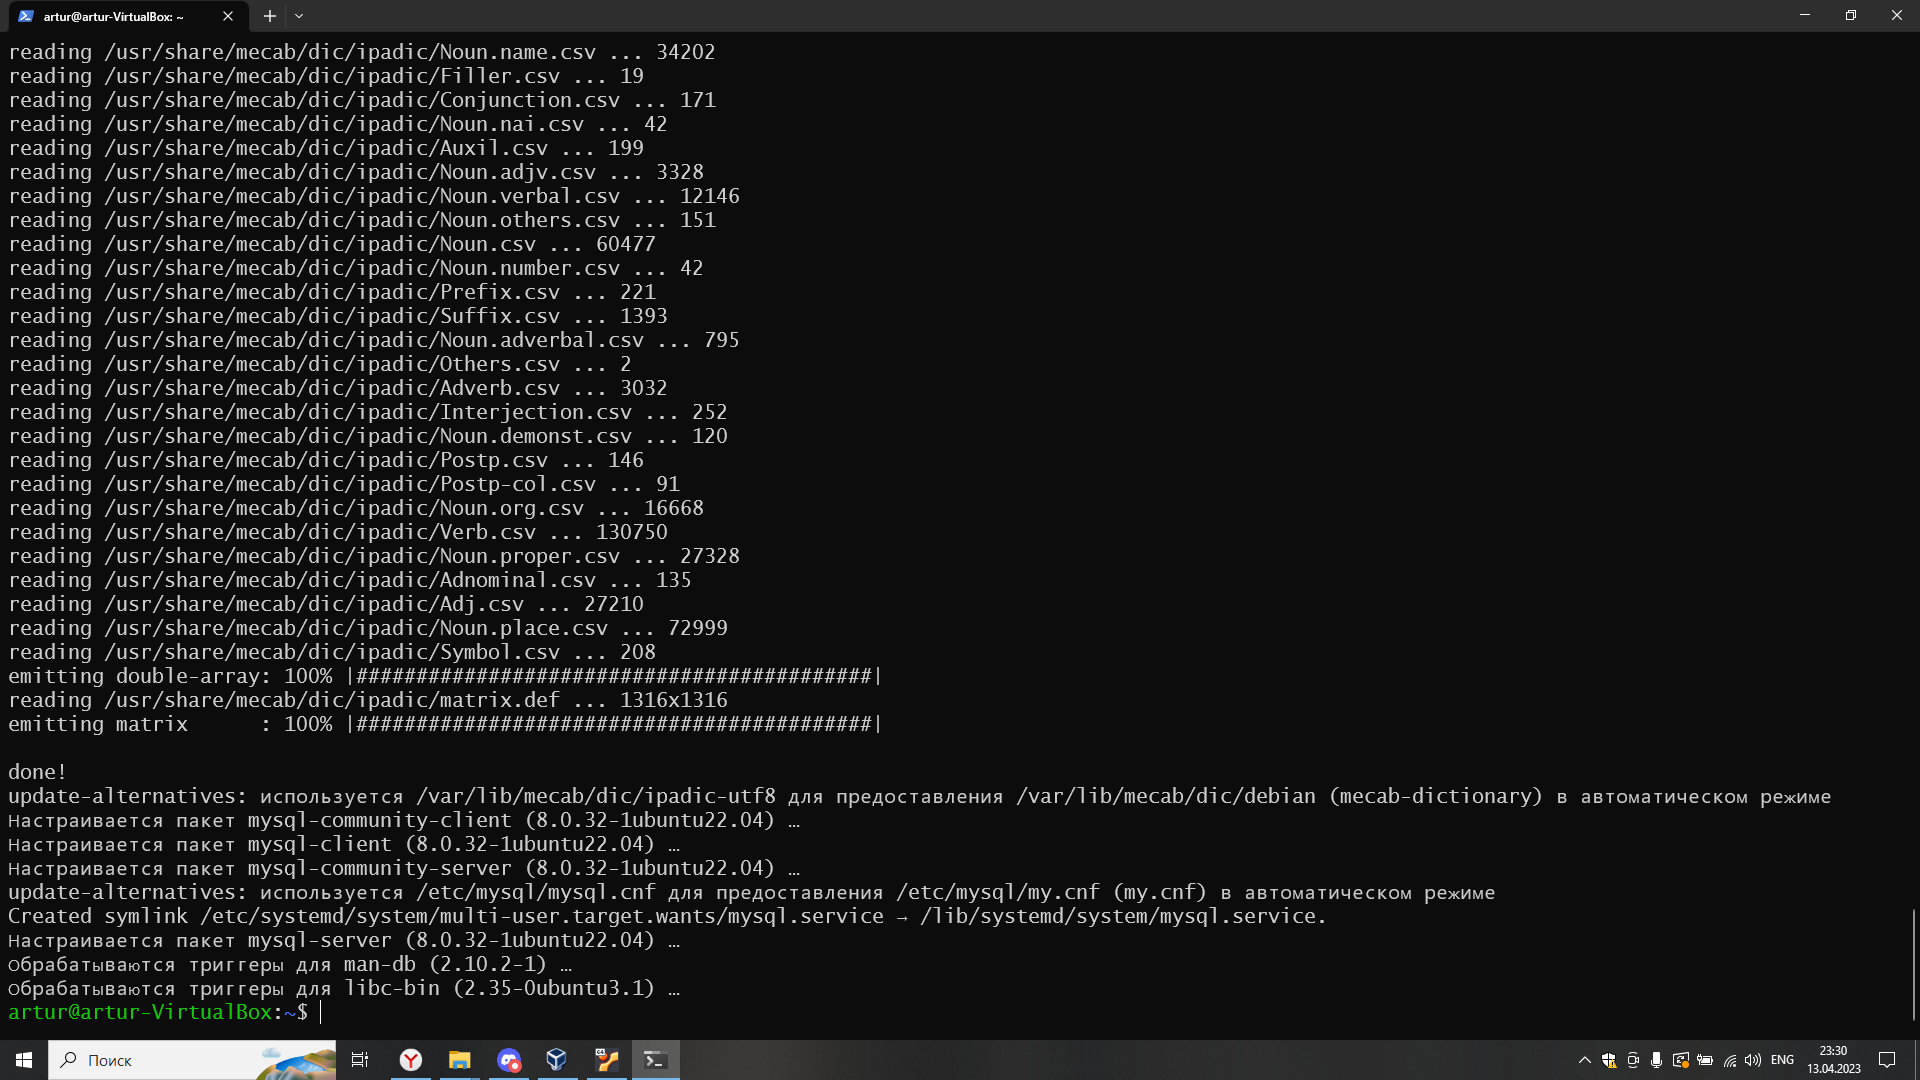 artur@artur-VirtualBox: ~
reading /usr/share/mecab/dic/ipadic/Noun.name.csv ... 34202
reading /usr/share/mecab/dic/ipadic/Filler.csv ... 19
reading /usr/share/mecab/dic/ipadic/Conjunction.csv ... 171
reading /usr/share/mecab/dic/ipadic/Noun.nai.csv ... 42
reading /usr/share/mecab/dic/ipadic/Auxil.csv ... 199
reading /usr/share/mecab/dic/ipadic/Noun.adjv.csv ... 3328
reading /usr/share/mecab/dic/ipadic/Noun.verbal.csv ... 12146
reading /usr/share/mecab/dic/ipadic/Noun.others.csv ... 151
reading /usr/share/mecab/dic/ipadic/Noun.csv ... 60477
reading /usr/share/mecab/dic/ipadic/Noun.number.csv ... 42
reading /usr/share/mecab/dic/ipadic/Prefix.csv ... 221
reading /usr/share/mecab/dic/ipadic/Suffix.csv ... 1393
reading /usr/share/mecab/dic/ipadic/Noun.adverbal.csv ... 795
reading /usr/share/mecab/dic/ipadic/Others.csv ... 2
reading /usr/share/mecab/dic/ipadic/Adverb.csv ... 3032
reading /usr/share/mecab/dic/ipadic/Interjection.csv ... 252
reading /usr/share/mecab/dic/ipadic/Noun.demonst.csv ... 120
reading /usr/share/mecab/dic/ipadic/Postp.csv ... 146
reading /usr/share/mecab/dic/ipadic/Postp-col.csv ... 91
reading /usr/share/mecab/dic/ipadic/Noun.org.csv ... 16668
reading /usr/share/mecab/dic/ipadic/Verb.csv ... 130750
reading /usr/share/mecab/dic/ipadic/Noun.proper.csv ... 27328
reading /usr/share/mecab/dic/ipadic/Adnominal.csv ... 135
reading /usr/share/mecab/dic/ipadic/Adj.csv ... 27210
reading /usr/share/mecab/dic/ipadic/Noun.place.csv ... 72999
reading /usr/share/mecab/dic/ipadic/Symbol.csv ... 208
emitting double-array: 100% |###########################################|
reading /usr/share/mecab/dic/ipadic/matrix.def ... 1316x1316
emitting matrix      : 100% |###########################################|
done!
update-alternatives: используется /var/lib/mecab/dic/ipadic-utf8 для предоставления /var/lib/mecab/dic/debian (mecab-dictionary) в автоматическом режиме
Настраивается пакет mysql-community-client (8.0.32-1ubuntu22.04) …
Настраивается пакет mysql-client (8.0.32-1ubuntu22.04) …
Настраивается пакет mysql-community-server (8.0.32-1ubuntu22.04) …
update-alternatives: используется /etc/mysql/mysql.cnf для предоставления /etc/mysql/my.cnf (my.cnf) в автоматическом режиме
Created symlink /etc/systemd/system/multi-user.target.wants/mysql.service → /lib/systemd/system/mysql.service.
Настраивается пакет mysql-server (8.0.32-1ubuntu22.04) …
Обрабатываются триггеры для man-db (2.10.2-1) …
Обрабатываются триггеры для libc-bin (2.35-0ubuntu3.1) …
artur@artur-VirtualBox:~$
Поиск
ENG
23:30
13.04.2023